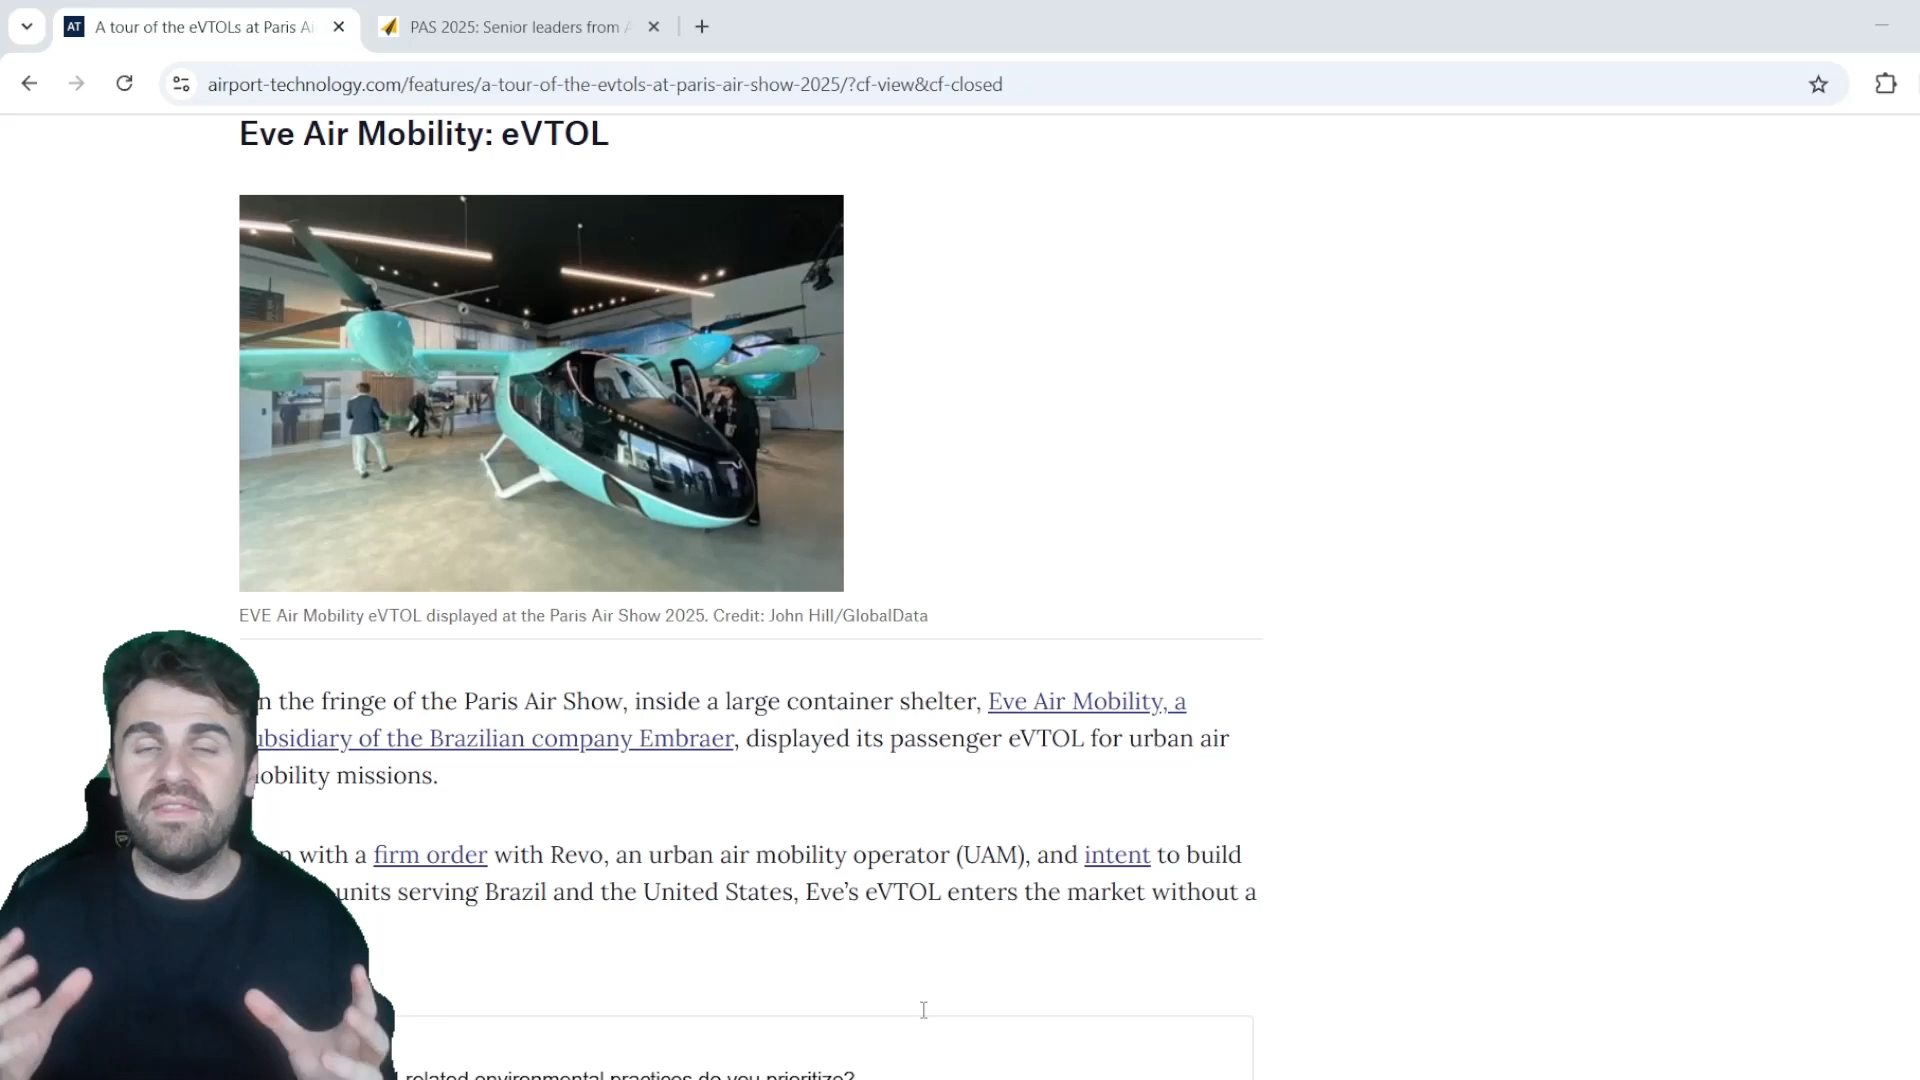 AT A tour of the eVTOLs at Paris Ai
PAS 2025: Senior leaders from A
airport-technology.com/features/a-tour-of-the-evtols-at-paris-air-show-2025/?cf-view&cf-closed
Eve Air Mobility: eVTOL
EVE Air Mobility eVTOL displayed at the Paris Air Show 2025. Credit: John Hill/GlobalData
n the fringe of the Paris Air Show, inside a large container shelter, Eve Air Mobility, a
ubsidiary of the Brazilian company Embraer, displayed its passenger eVTOL for urban air
obility missions.
n with a firm order with Revo, an urban air mobility operator (UAM), and intent to build
units serving Brazil and the United States, Eve’s eVTOL enters the market without a
related environmental practices do you prioritize?